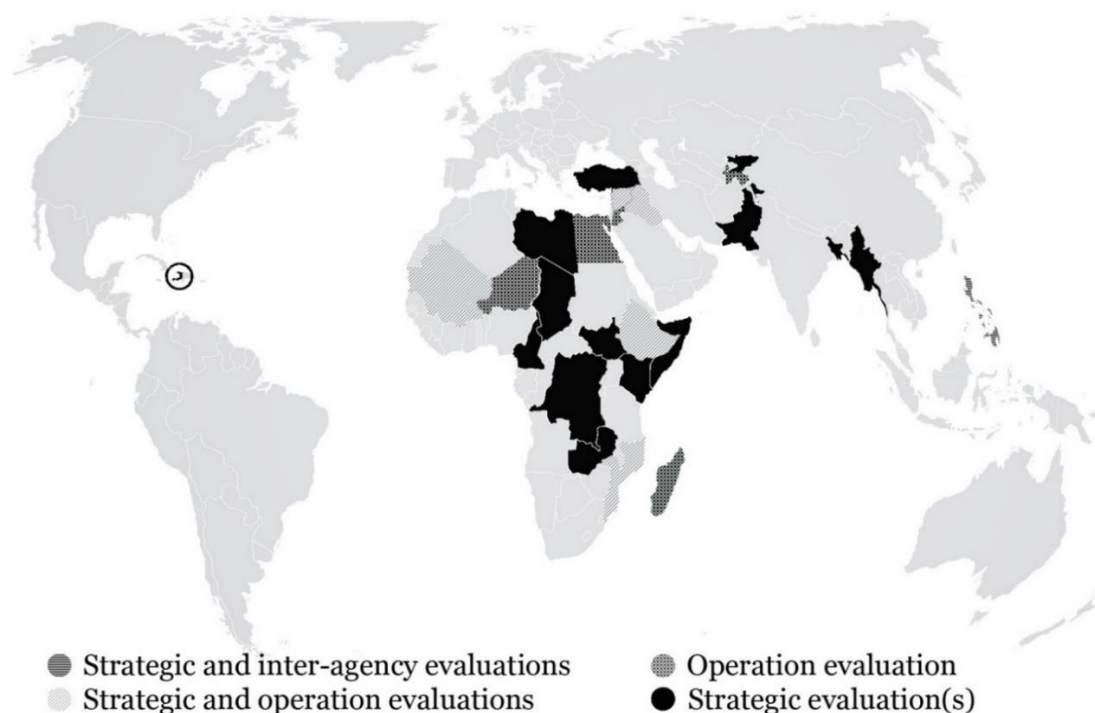 Strategic and inter-agency evaluations
Operation evaluation
Strategic and operation evaluations
Strategic evaluation(s)